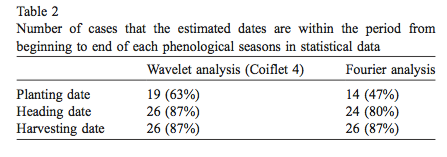 Table 2
Number of cases that the estimated dates are within the period from
beginning to end of each phenological seasons in statistical data
Wavelet analysis (Coiflet 4) Fourier analysis
Planting date 19 (63%) 14 (47%)
Heading date 26 (87%) 24 (80%)
Harvesting date 26 (87%) 26 (87%)